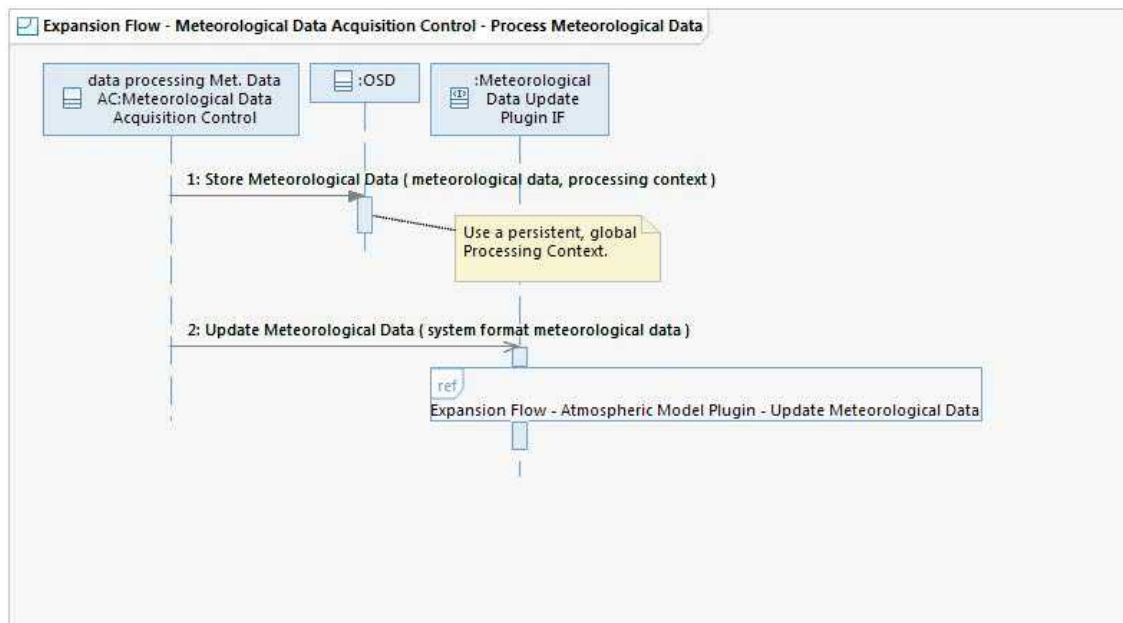 Expansion Flow - Meteorological Data Acquisition Control - Process Meteorological Data
data processing Met. Data
AC:Meteorological Data
Acquisition Control
:OSD
:Meteorological
Data Update
Plugin IF
1: Store Meteorological Data ( meteorological data, processing context )
Use a persistent, global
Processing Context.
2: Update Meteorological Data ( system format meteorological data )
ref
Expansion Flow - Atmospheric Model Plugin - Update Meteorological Data